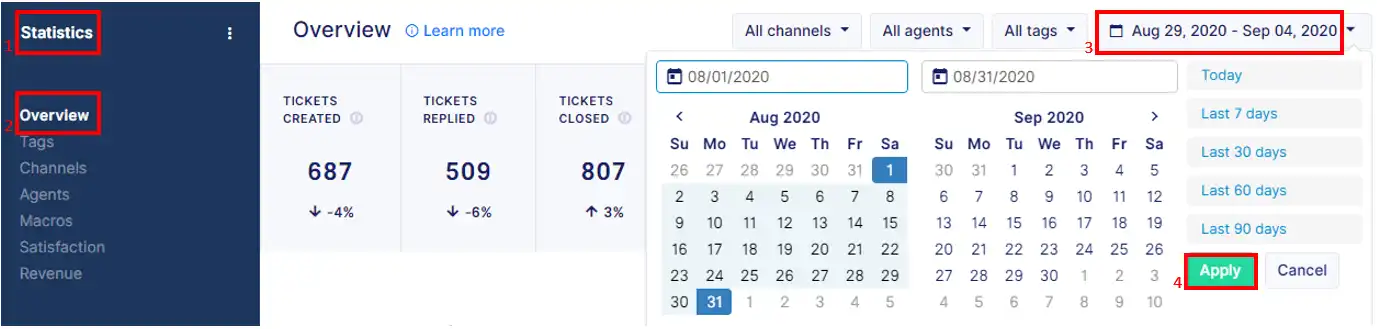 1 Statistics
2 Overview
Tags
Channels
Agents
Macros
Satisfaction
Revenue
Overview Learn more
All channels All agents All tags 3 Aug 29, 2020 - Sep 04, 2020
TICKETS CREATED
687
-4%
TICKETS REPLIED
509
-6%
TICKETS CLOSED
807
3%
08/01/2020 08/31/2020
Aug 2020
Su Mo Tu We Th Fr Sa
26 27 28 29 30 31 1
2 3 4 5 6 7 8
9 10 11 12 13 14 15
16 17 18 19 20 21 22
23 24 25 26 27 28 29
30 31 1 2 3 4 5
Sep 2020
Su Mo Tu We Th Fr Sa
30 31 1 2 3 4 5
6 7 8 9 10 11 12
13 14 15 16 17 18 19
20 21 22 23 24 25 26
27 28 29 30 1 2 3
4 5 6 7 8 9 10
Today
Last 7 days
Last 30 days
Last 60 days
Last 90 days
4 Apply Cancel